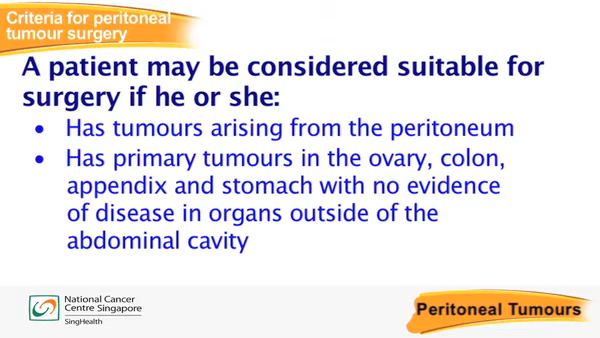 Criteria for peritoneal
tumour surgery
A patient may be considered suitable for
surgery if he or she:
• Has tumours arising from the peritoneum
• Has primary tumours in the ovary, colon,
appendix and stomach with no evidence
of disease in organs outside of the
abdominal cavity
National Cancer
Centre Singapore
SingHealth
Peritoneal Tumours